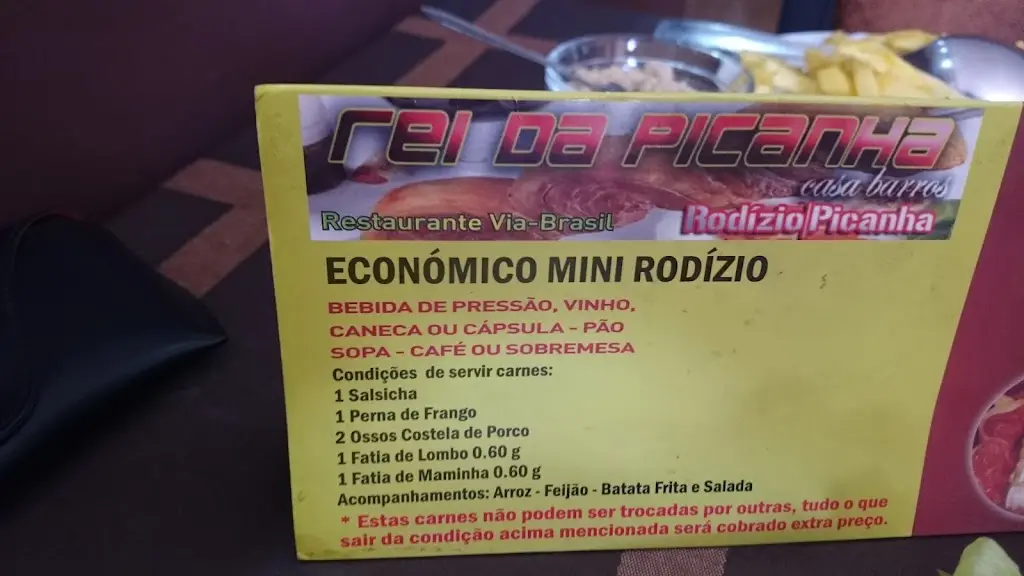 rei da Picanha
casa barros
Restaurante Via-Brasil
Rodízio Picanha
ECONÓMICO MINI RODÍZIO
BEBIDA DE PRESSÃO, VINHO,
CANECA OU CÁPSULA - PÃO
SOPA - CAFÉ OU SOBREMESA
Condições de servir carnes:
1 Salsicha
1 Perna de Frango
2 Ossos Costela de Porco
1 Fatia de Lombo 0.60 g
1 Fatia de Maminha 0.60 g
Acompanhamentos: Arroz - Feijão - Batata Frita e Salada
* Estas carnes não podem ser trocadas por outras, tudo o que
sair da condição acima mencionada será cobrado extra preço.